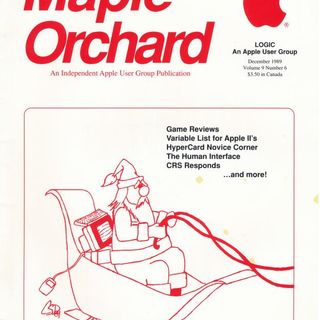 Maple
Orchard
An Independent Apple User Group Publication
®
LOGIC
An Apple User Group
December 1989
Volume 9 Number 6
$3.50 in Canada
Game Reviews
Variable List for Apple II's
HyperCard Novice Corner
The Human Interface
CRS Responds
...and more!